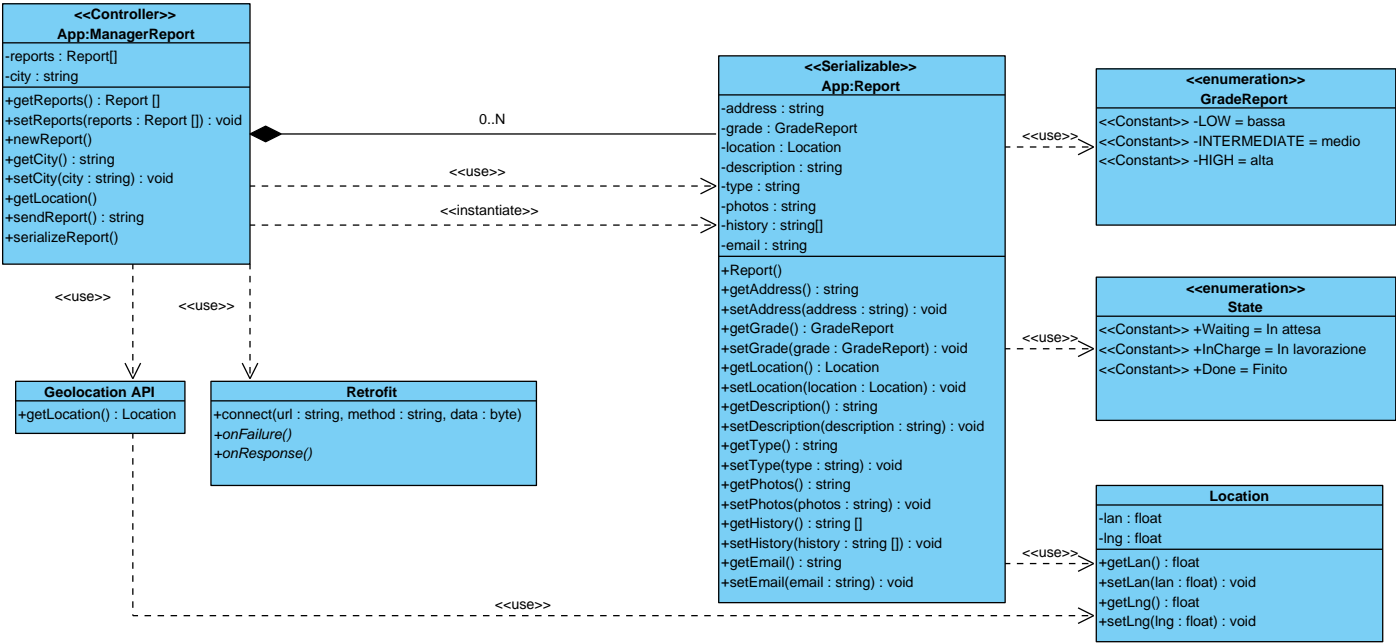 <<Controller>>
App:ManagerReport
-reports : Report[]
-city : string
+getReports() : Report []
+setReports(reports : Report []) : void
+newReport()
+getCity() : string
+setCity(city : string) : void
+getLocation()
+sendReport() : string
+serializeReport()
0..N
<<use>>
<<instantiate>>
<<use>>
<<use>>
Geolocation API
+getLocation() : Location
Retrofit
+connect(url : string, method : string, data : byte)
+onFailure()
+onResponse()
<<use>>
<<Serializable>>
App:Report
-address : string
-grade : GradeReport
-location : Location
-description : string
-type : string
-photos : string
-history : string[]
-email : string
+Report()
+getAddress() : string
+setAddress(address : string) : void
+getGrade() : GradeReport
+setGrade(grade : GradeReport) : void
+getLocation() : Location
+setLocation(location : Location) : void
+getDescription() : string
+setDescription(description : string) : void
+getType() : string
+setType(type : string) : void
+getPhotos() : string
+setPhotos(photos : string) : void
+getHistory() : string []
+setHistory(history : string []) : void
+getEmail() : string
+setEmail(email : string) : void
<<use>>
<<use>>
<<use>>
<<enumeration>>
GradeReport
<<Constant>> -LOW = bassa
<<Constant>> -INTERMEDIATE = medio
<<Constant>> -HIGH = alta
<<enumeration>>
State
<<Constant>> +Waiting = In attesa
<<Constant>> +InCharge = In lavorazione
<<Constant>> +Done = Finito
Location
-lan : float
-lng : float
+getLan() : float
+setLan(lan : float) : void
+getLng() : float
+setLng(lng : float) : void